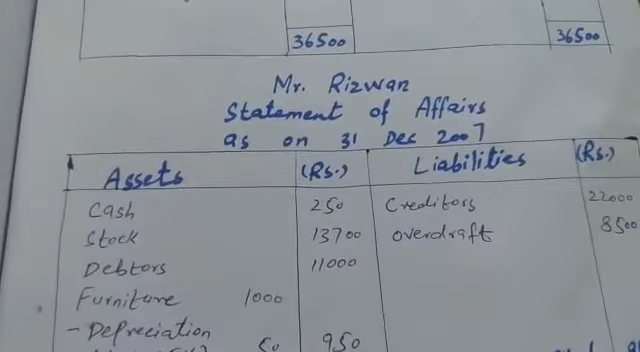 36500 36500
Mr. Rizwan
Statement of Affairs
as on 31 Dec 2007
Assets (Rs.) Liabilities (Rs.)
Cash 250 Creditors 22000
Stock 13700 overdraft 8500
Debtors 11000
Furniture 1000
- Depreciation 50 950